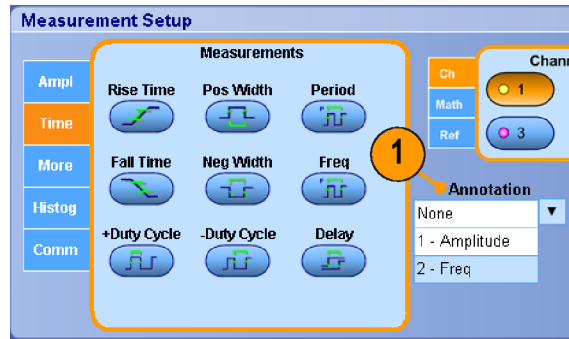 Measurement Setup
Ampl
Time
More
Histog
Comm
Measurements
Rise Time Pos Width Period
Fall Time Neg Width Freq
+Duty Cycle -Duty Cycle Delay
Ch
Math
Ref
Chann
1
3
1
Annotation
None
1 - Amplitude
2 - Freq